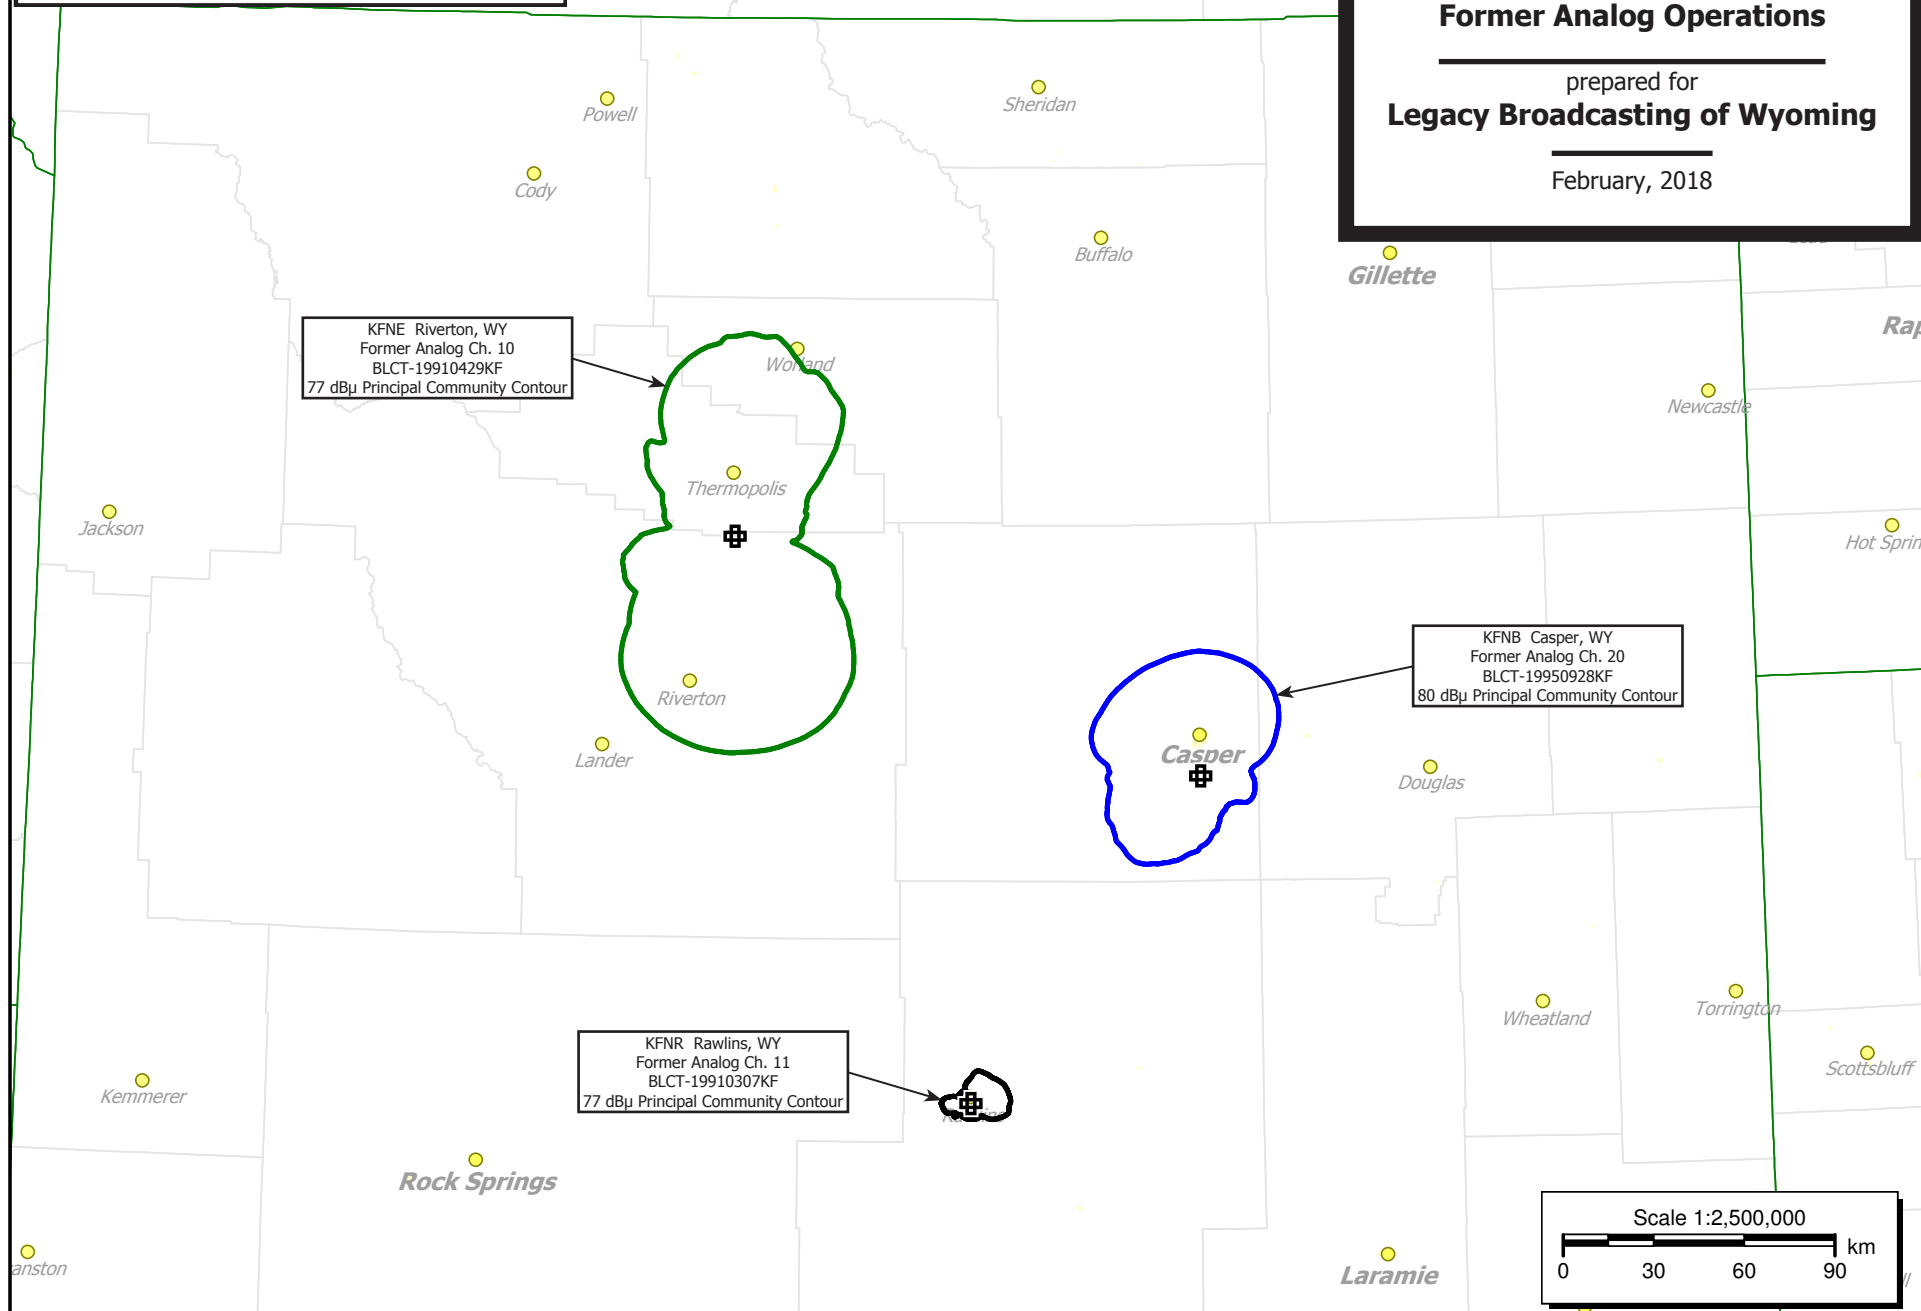 Former Analog Operations
prepared for
Legacy Broadcasting of Wyoming
February, 2018
Powell
Sheridan
Cody
Buffalo
Gillette
KFNE Riverton, WY
Former Analog Ch. 10
BLCT-19910429KF
77 dBµ Principal Community Contour
Worland
Rap
Newcastle
Thermopolis
Jackson
Hot Sprin
KFNB Casper, WY
Former Analog Ch. 20
BLCT-19950928KF
80 dBµ Principal Community Contour
Riverton
Lander
Casper
Douglas
Wheatland
Torrington
KFNR Rawlins, WY
Former Analog Ch. 11
BLCT-19910307KF
77 dBµ Principal Community Contour
Scottsbluff
Kemmerer
Rock Springs
Scale 1:2,500,000
km
0 30 60 90
anston
Laramie